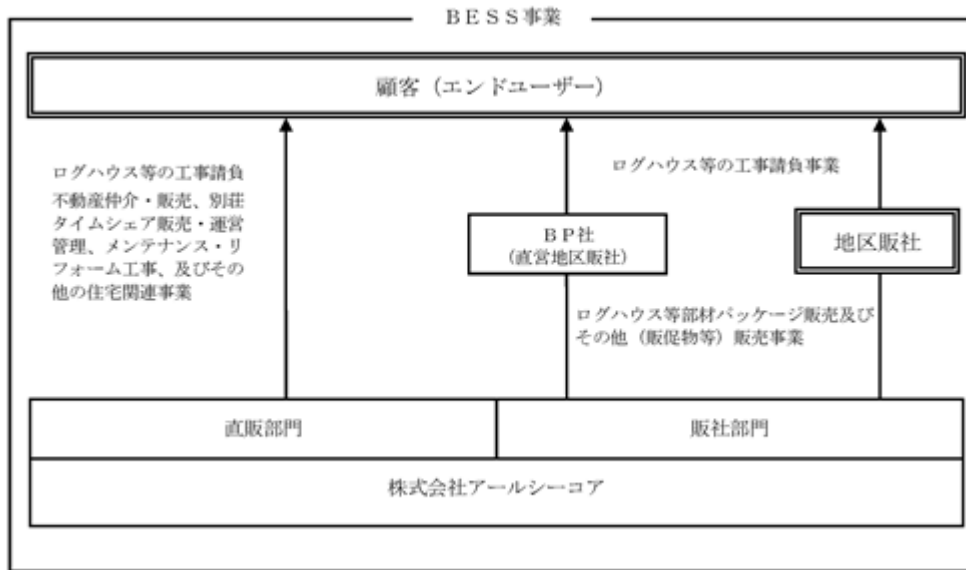 BESS事業
顧客（エンドユーザー）
ログハウス等の工事請負
不動産仲介・販売、別荘
タイムシェア販売・運営
管理、メンテナンス・リ
フォーム工事、及びその
他の住宅関連事業
ログハウス等の工事請負事業
BP社
（直営地区販社）
地区販社
ログハウス等部材パッケージ販売及び
その他（販促物等）販売事業
直販部門
販社部門
株式会社アールシーコア